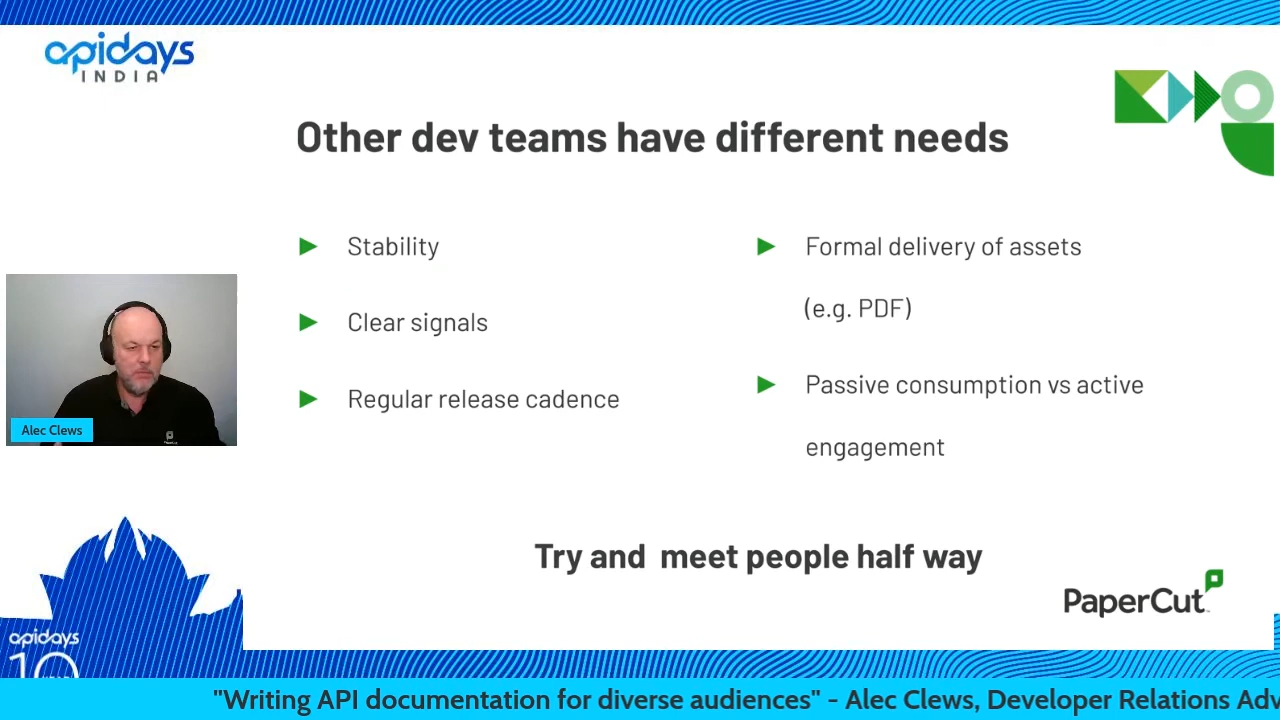 apidays
INDIA
Other dev teams have different needs
Stability
Clear signals
Regular release cadence
Formal delivery of assets
(e.g. PDF)
Passive consumption vs active
engagement
Try and  meet people half way
PaperCut
Alec Clews
apidays
10
"Writing API documentation for diverse audiences" - Alec Clews, Developer Relations Adv